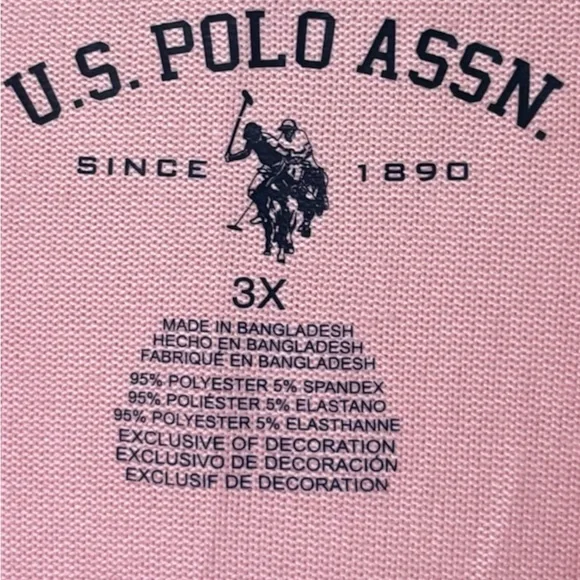 U.S. POLO ASSN.
SINCE 1890
3X
MADE IN BANGLADESH
HECHO EN BANGLADESH
FABRIQUÉ EN BANGLADESH
95% POLYESTER 5% SPANDEX
95% POLIÉSTER 5% ELASTANO
95% POLYESTER 5% ELASTHANNE
EXCLUSIVE OF DECORATION
EXCLUSIVO DE DECORACIÓN
EXCLUSIF DE DECORATION